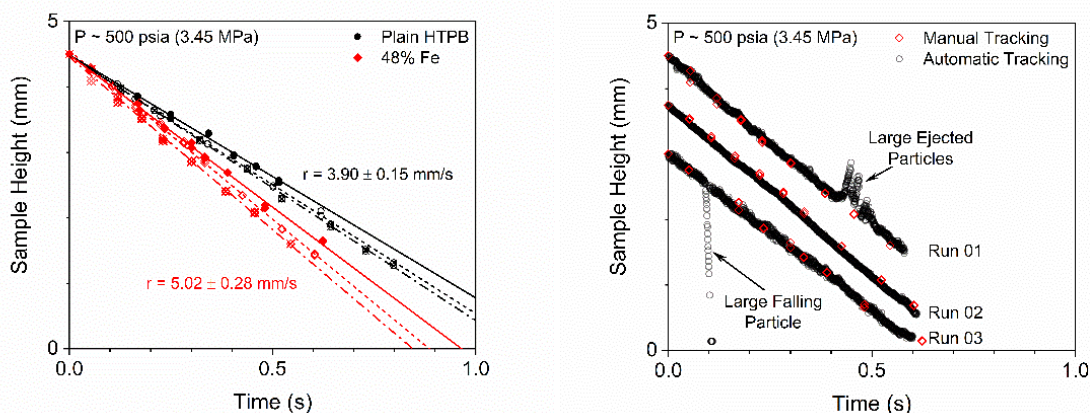 5
P ~ 500 psia (3.45 MPa)
Plain HTPB
48% Fe
Sample Height (mm)
r = 3.90 ± 0.15 mm/s
r = 5.02 ± 0.28 mm/s
0
0.0
0.5
1.0
Time (s)
5
P ~ 500 psia (3.45 MPa)
Manual Tracking
Automatic Tracking
Sample Height (mm)
Large Ejected
Particles
Run 01
Large Falling
Particle
Run 02
Run 03
0
0.0
0.5
1.0
Time (s)